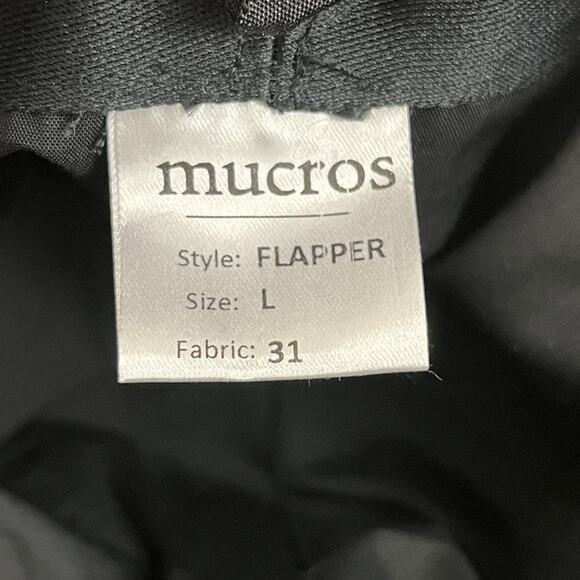 mucros
Style: FLAPPER
Size: L
Fabric: 31